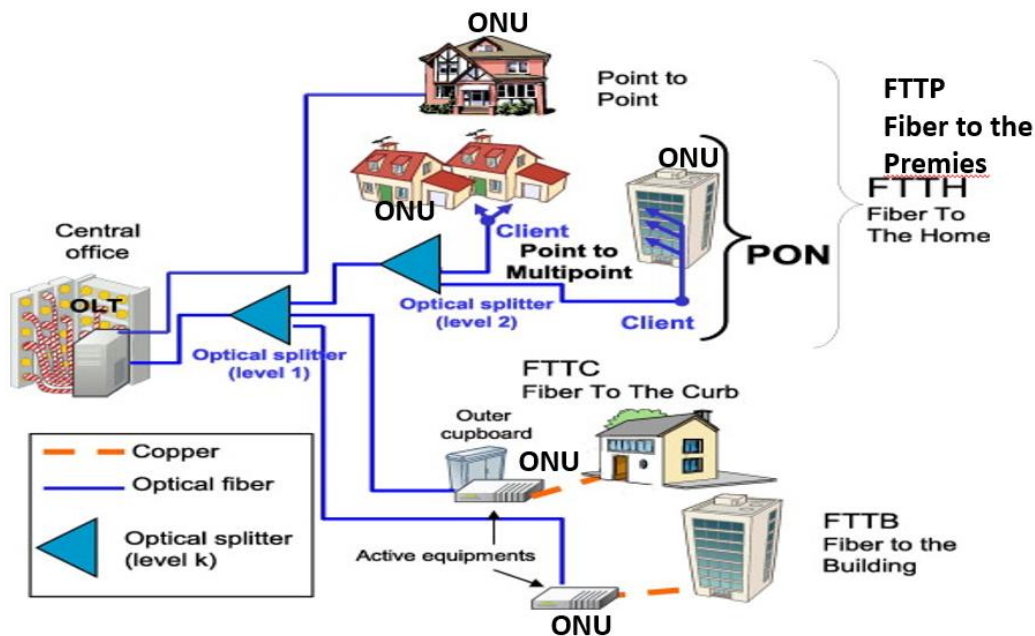 ONU
Point to
Point
FTTP
Fiber to the
Premies
FTTH
Fiber To
The Home
ONU
ONU
Client
Point to
Multipoint
PON
Central
office
OLT
Optical splitter
(level 2)
Client
Optical splitter
(level 1)
FTTC
Fiber To The Curb
Outer
cupboard
ONU
Copper
Optical fiber
Optical splitter
(level k)
Active equipments
FTTB
Fiber to the
Building
ONU